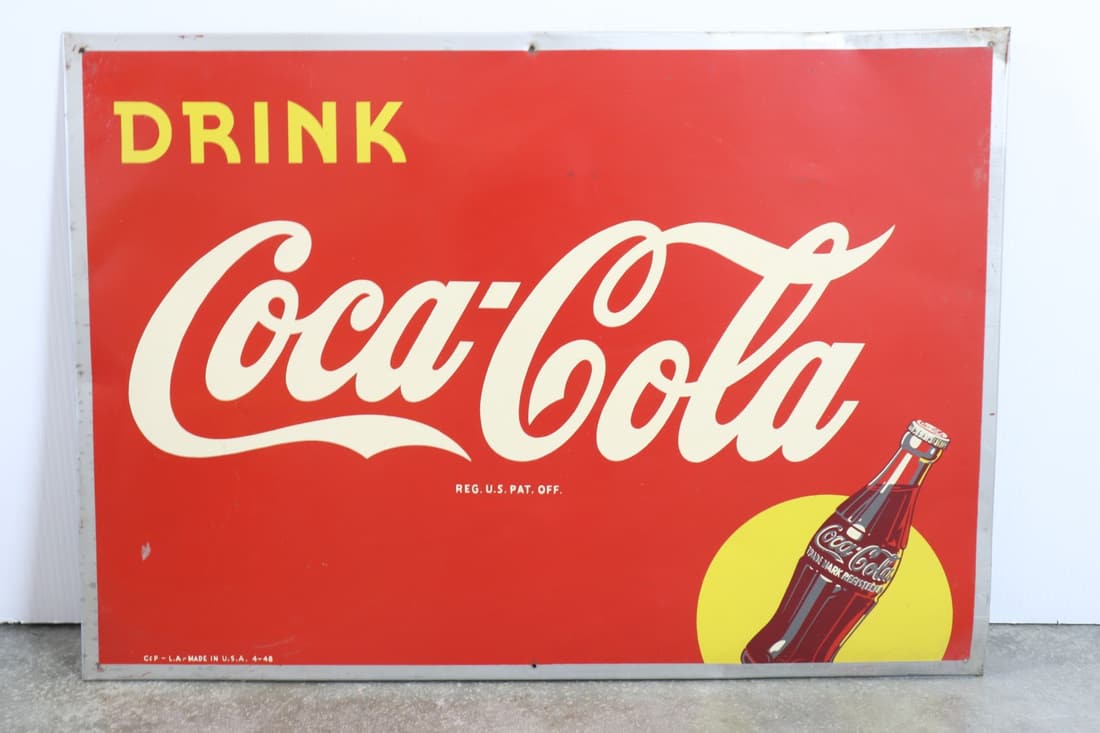 DRINK
Coca-Cola
REG. U.S. PAT. OFF.
Coca-Cola
TRADE MARK REGISTERED
C&P - L.A. - MADE IN U.S.A. 4-48